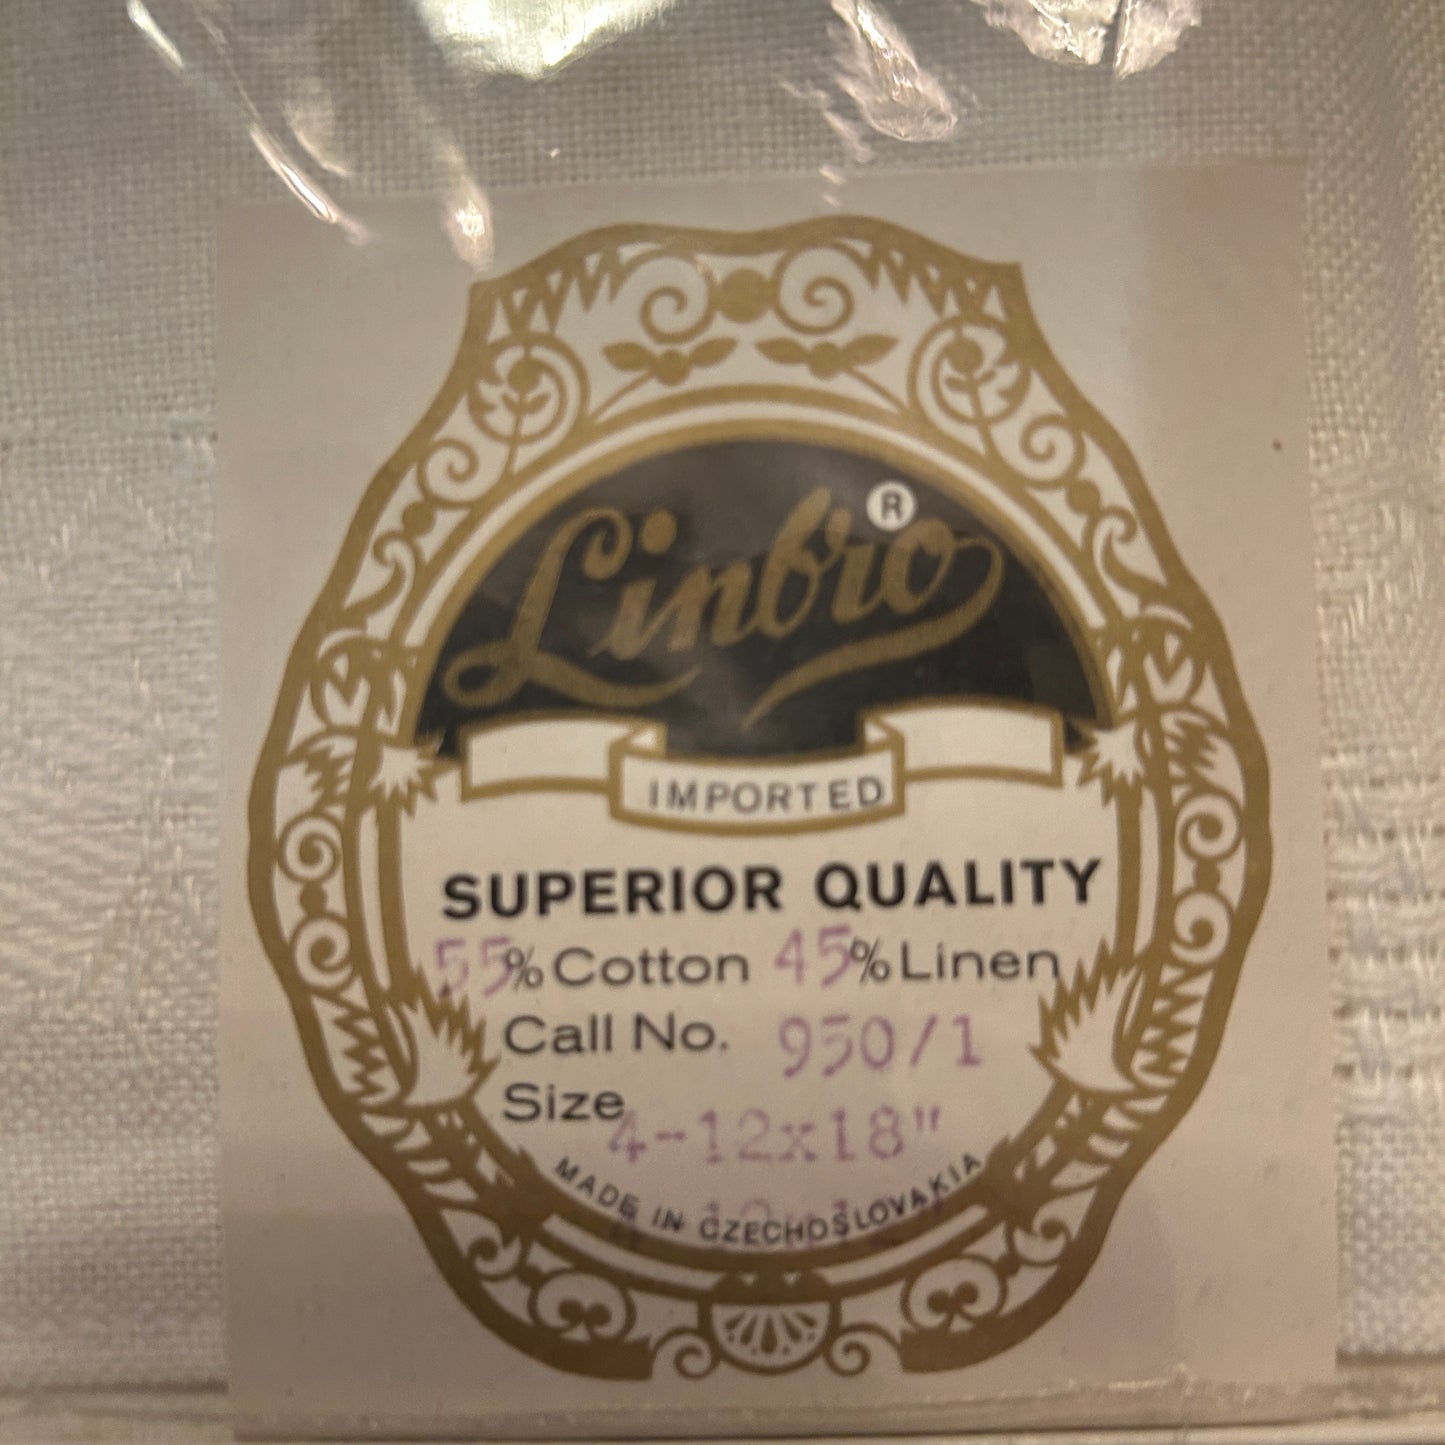 Linbro ®
IMPORTED
SUPERIOR QUALITY
55% Cotton 45% Linen
Call No. 950/1
Size 4-12x18"
MADE IN CZECHOSLOVAKIA